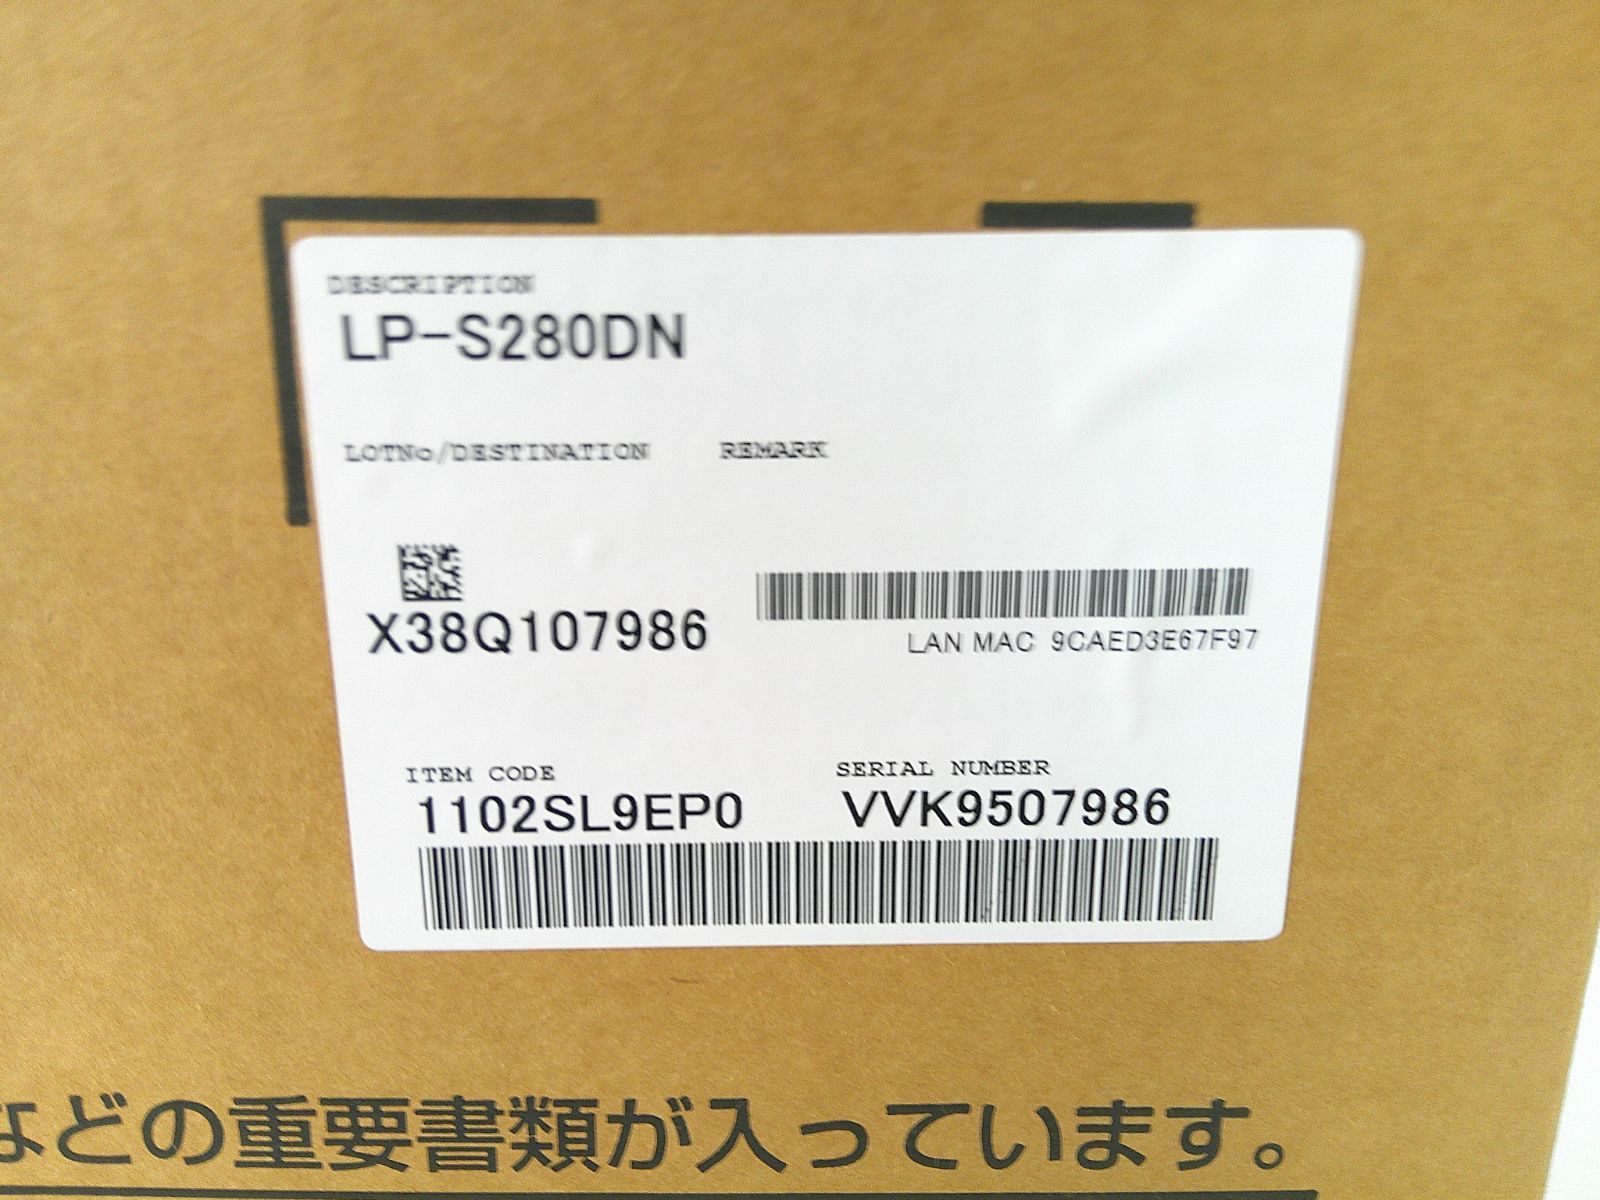 DESCRIPTION
LP-S280DN
LOTNo/DESTINATION REMARK
X38Q107986
LAN MAC 9CAED3E67F97
ITEM CODE SERIAL NUMBER
1102SL9EP0 VVK9507986
などの重要書類が入っています。